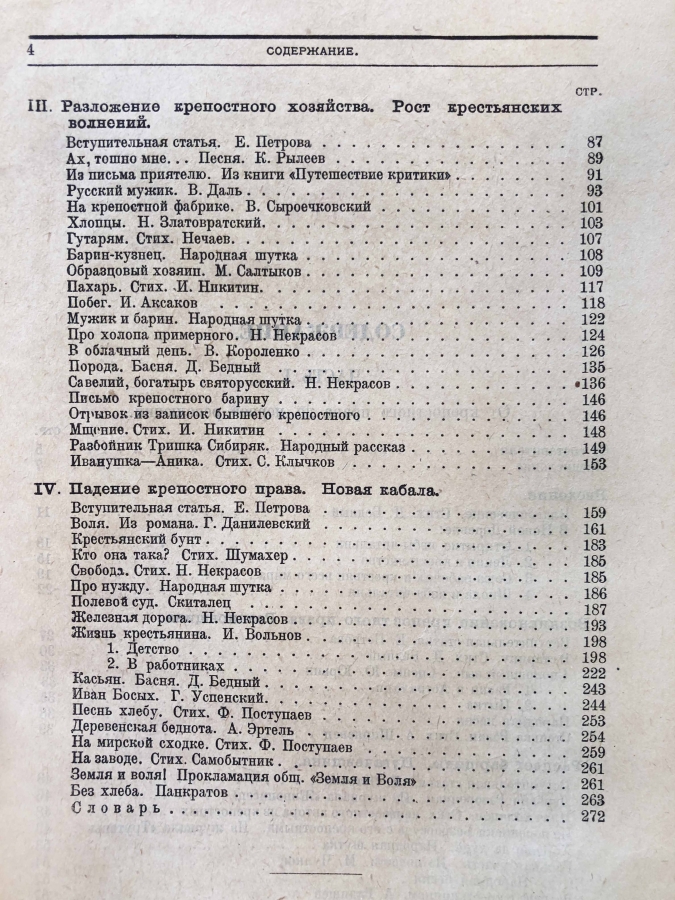 4 СОДЕРЖАНИЕ.
СТР.
III. Разложение крепостного хозяйства. Рост крестьянских
волнений.
Вступительная статья. Е. Петрова 87
Ах, тошно мне... Песня. К. Рылеев 89
Из письма приятелю. Из книги «Путешествие критики» 91
Русский мужик. В. Даль 93
На крепостной фабрике. В. Сыроечковский 101
Хлопцы. Н. Златовратский. 103
Гутарям. Стих. Нечаев. 107
Барин-кузнец. Народная шутка 108
Образцовый хозяин. М. Салтыков 109
Пахарь. Стих. И. Никитин. 117
Побег. И. Аксаков 118
Мужик и барин. Народная шутка 122
Про холопа примерного. Н. Некрасов 124
В облачный день. В. Короленко 126
Порода. Басня. Д. Бедный 135
Савелий, богатырь святорусский. Н. Некрасов 136
Письмо крепостного барину 146
Отрывок из записок бывшего крепостного 146
Мщение. Стих. И. Никитин 148
Разбойник Тришка Сибиряк. Народный рассказ 149
Иванушка—Аника. Стих. С. Клычков 153
IV. Падение крепостного права. Новая кабала.
Вступительная статья. Е. Петрова 159
Воля. Из романа. Г. Данилевский 161
Крестьянский бунт 183
Кто она така? Стих. Шумахер 185
Свобода. Стих. Н. Некрасов 185
Про нужду. Народная шутка 186
Полевой суд. Скиталец 187
Железная дорога. Н. Некрасов 193
Жизнь крестьянина. И. Вольнов 198
1. Детство 198
2. В работниках 222
Касьян. Басня. Д. Бедный 243
Иван Босых. Г. Успенский. 244
Песнь хлебу. Стих. Ф. Поступаев 253
Деревенская беднота. А. Эртель 254
На мирской сходке. Стих. Ф. Поступаев 259
На заводе. Стих. Самобытник 261
Земля и воля! Прокламация общ. «Земля и Воля» 261
Без хлеба. Панкратов 263
Словарь 272